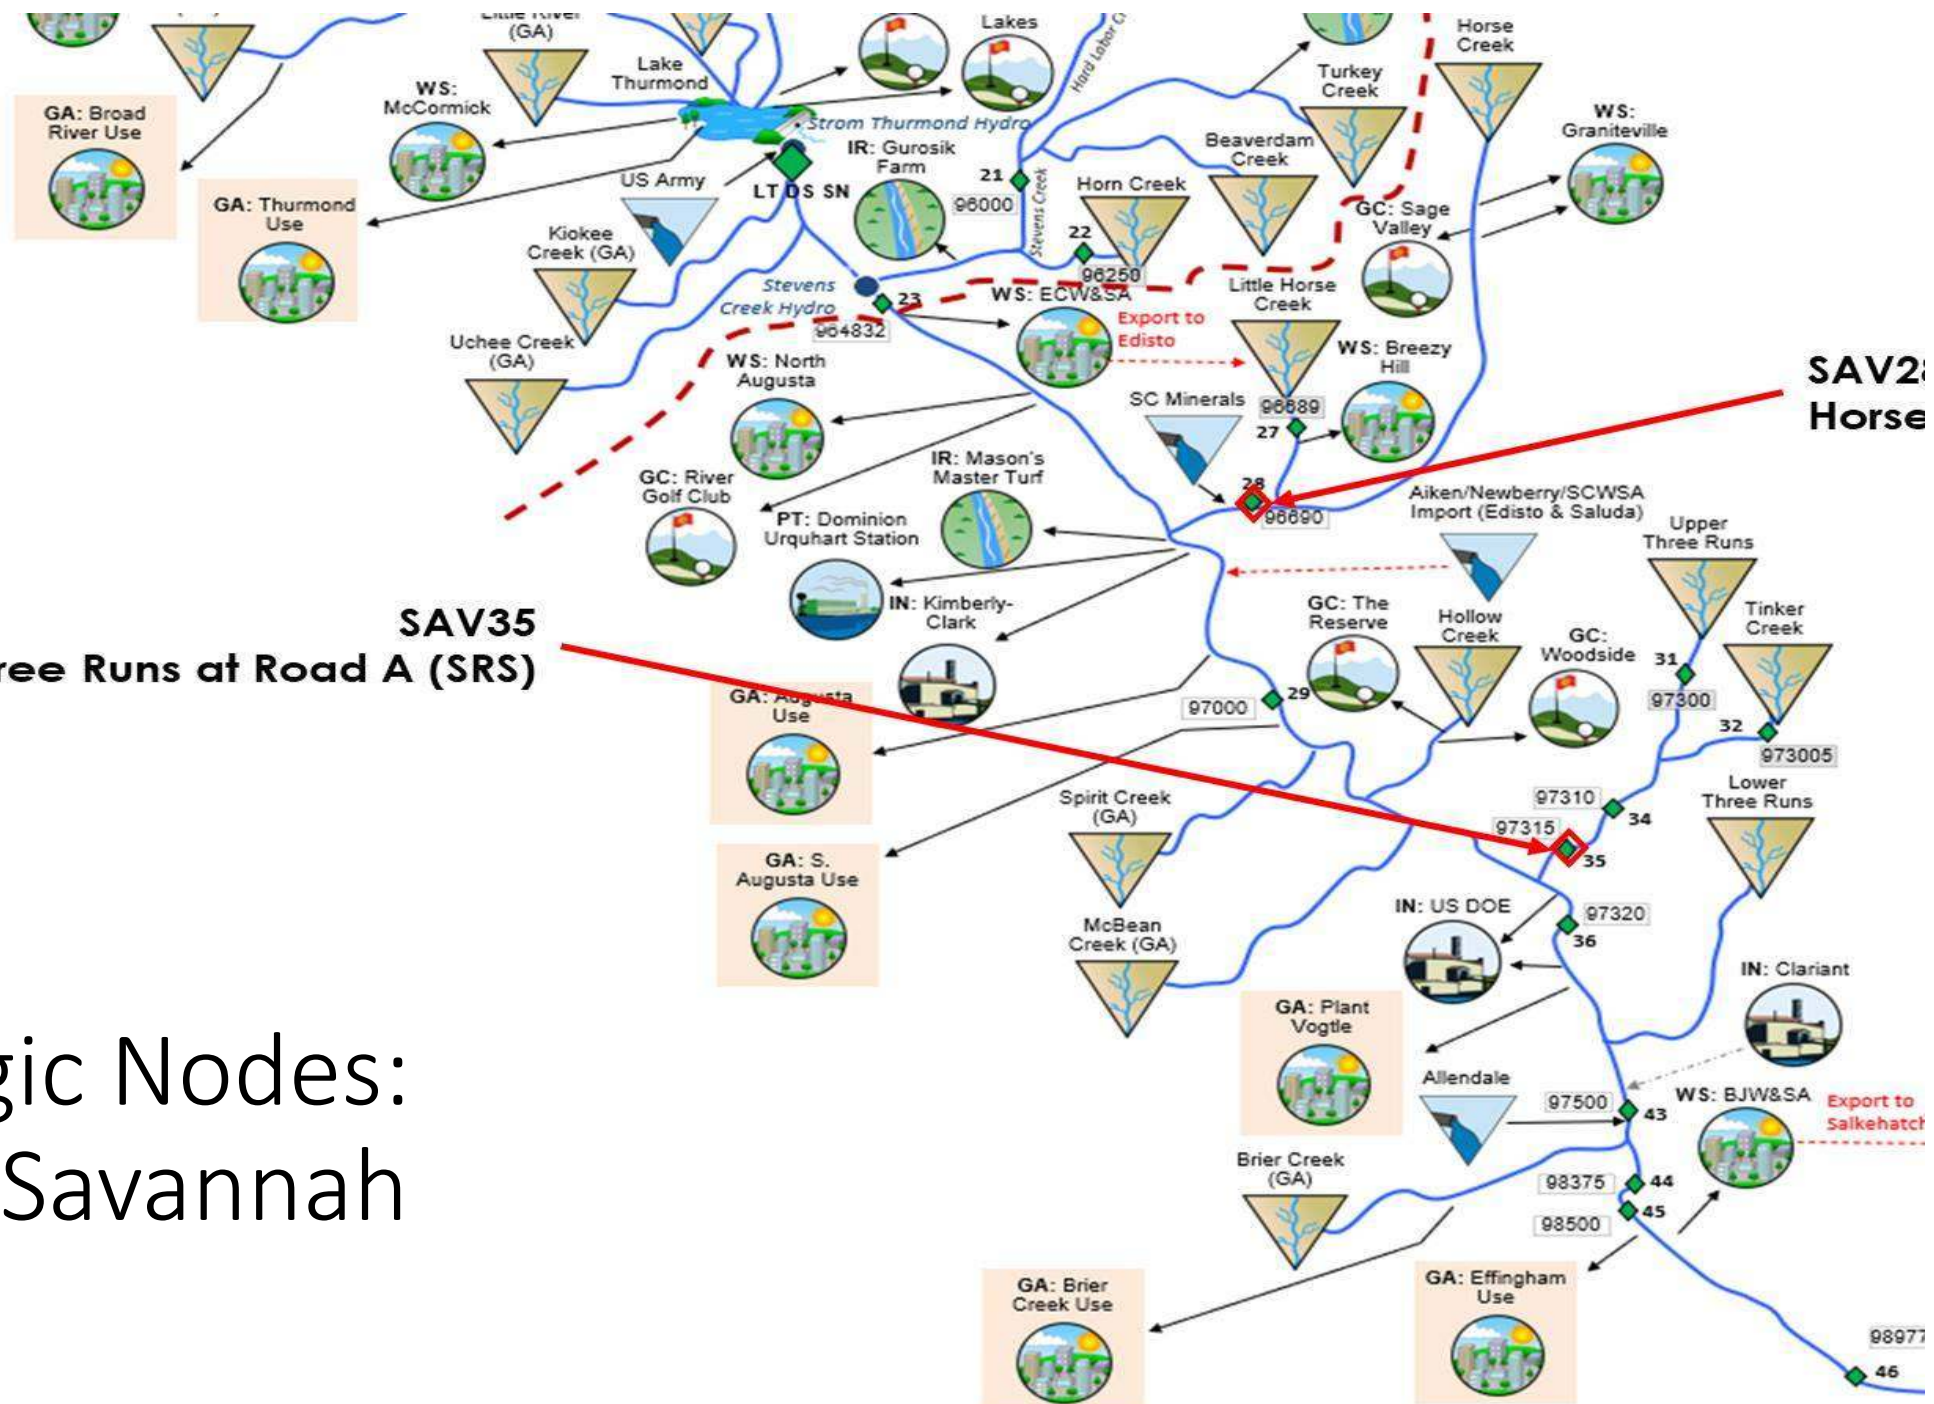 Little River
(GA)
Lakes
Hard Labor
Horse
Creek
Lake
Thurmond
WS:
McCormick
GA: Broad
River Use
Turkey
Creek
WS:
Graniteville
Strom Thurmond Hydro
IR: Gurosik
Farm
Beaverdam
Creek
US Army
LT DS SN
21
96000
Stevens Creek
Horn Creek
GA: Thurmond
Use
GC: Sage
Valley
Kiokee
Creek (GA)
22
96250
Stevens
Creek Hydro
23
964832
WS: ECW&SA
Little Horse
Creek
Export to
Edisto
Uchee Creek
(GA)
WS: North
Augusta
WS: Breezy
Hill
SC Minerals
96689
27
SAV28
Horse
IR: Mason's
Master Turf
GC: River
Golf Club
28
96690
Aiken/Newberry/SCWSA
Import (Edisto & Saluda)
PT: Dominion
Urquhart Station
Upper
Three Runs
IN: Kimberly-
Clark
GC: The
Reserve
Hollow
Creek
Tinker
Creek
SAV35
ree Runs at Road A (SRS)
GC:
Woodside
31
97300
GA: Augusta
Use
97000
29
32
973005
Spirit Creek
(GA)
97310
34
Lower
Three Runs
97315
35
GA: S.
Augusta Use
IN: US DOE
97320
36
McBean
Creek (GA)
IN: Clariant
GA: Plant
Vogtle
gic Nodes:
Savannah
Allendale
97500
43
WS: BJW&SA
Export to
Salkehatch
Brier Creek
(GA)
98375
44
98500
45
GA: Brier
Creek Use
GA: Effingham
Use
98977
46